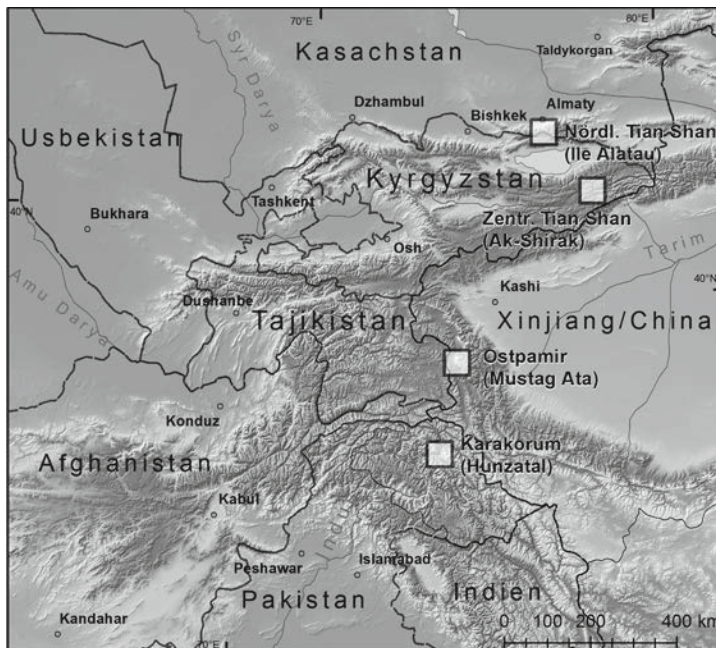 70°E
80°E
Kasachstan
Taldykorgan
Syr Darya
Dzhambul
Bishkek
Almaty
Usbekistan
Nördl. Tian Shan
(Ile Alatau)
Kyrgyzstan
Tashkent
40°N
Bukhara
Zentr. Tian Shan
(Ak-Shirak)
Osh
Tarim
Amu Darya
Kashi
40°N
Dushanbe
Tajikistan
Xinjiang/China
Ostpamir
(Mustag Ata)
Konduz
Karakorum
(Hunzatal)
Afghanistan
Kabul
Indu
Peshawar
Islamabad
Indien
Pakistan
Kandahar
70°E
0 100 200 400 km